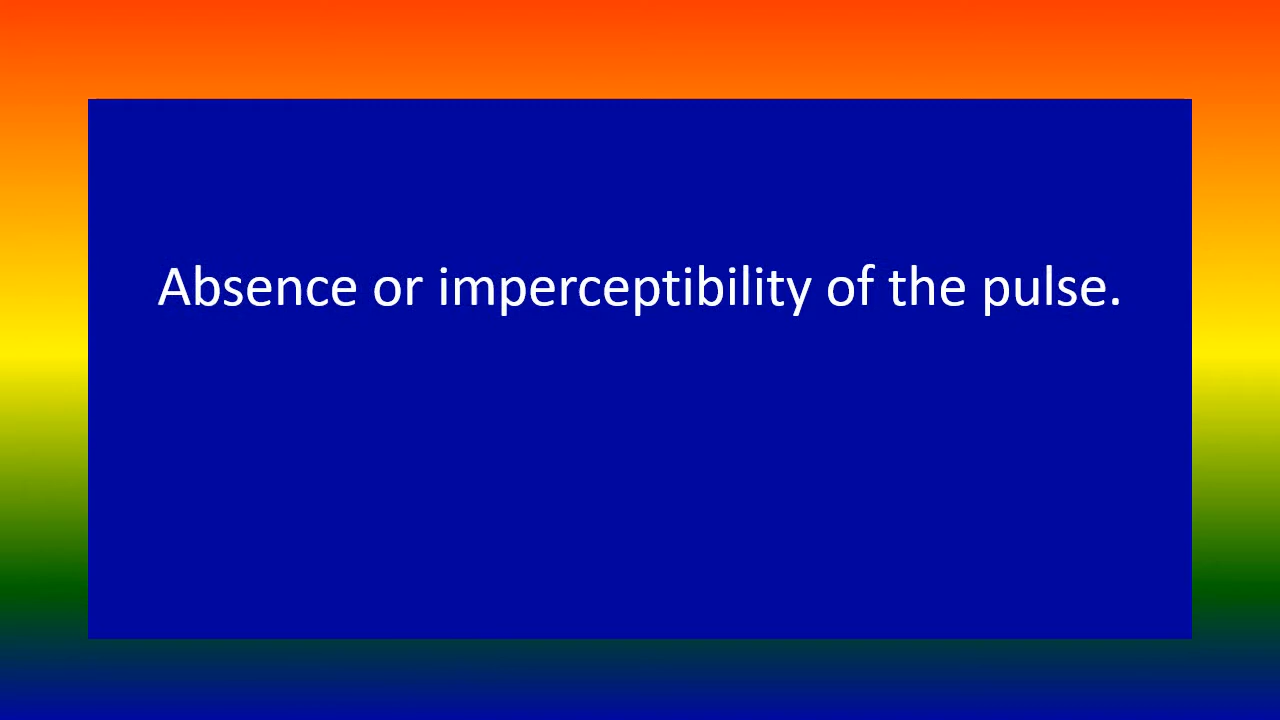 Absence or imperceptibility of the pulse.